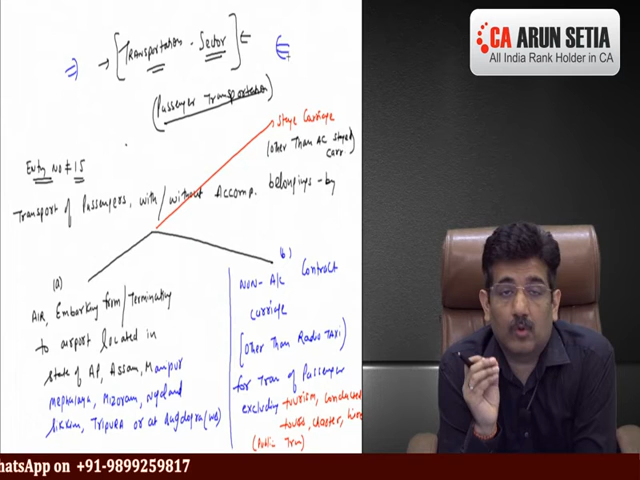 CA ARUN SETIA
All India Rank Holder in CA
⇒ → [Transportation - Sector] ←
(Passenger Transportation)
Stage Carriage
(other Than AC Stage
Carr)
Entry No # 15
Transport of Passengers, with/without Accomp. belongings - by
(a)
AIR, Embarking from/Terminating
to airport located in
state of AP, Assam, Manipur
Meghalaya, Mizoram, Nagaland
Sikkim, Tripura or at Bagdogra (WB)
(b)
NON-A/C Contract
Carriage
(other Than Radio TAXI)
for Tran of Passenger
excluding tourism, Conducted
tours, charter, hire
(Public Tran)
hatsApp on +91-9899259817